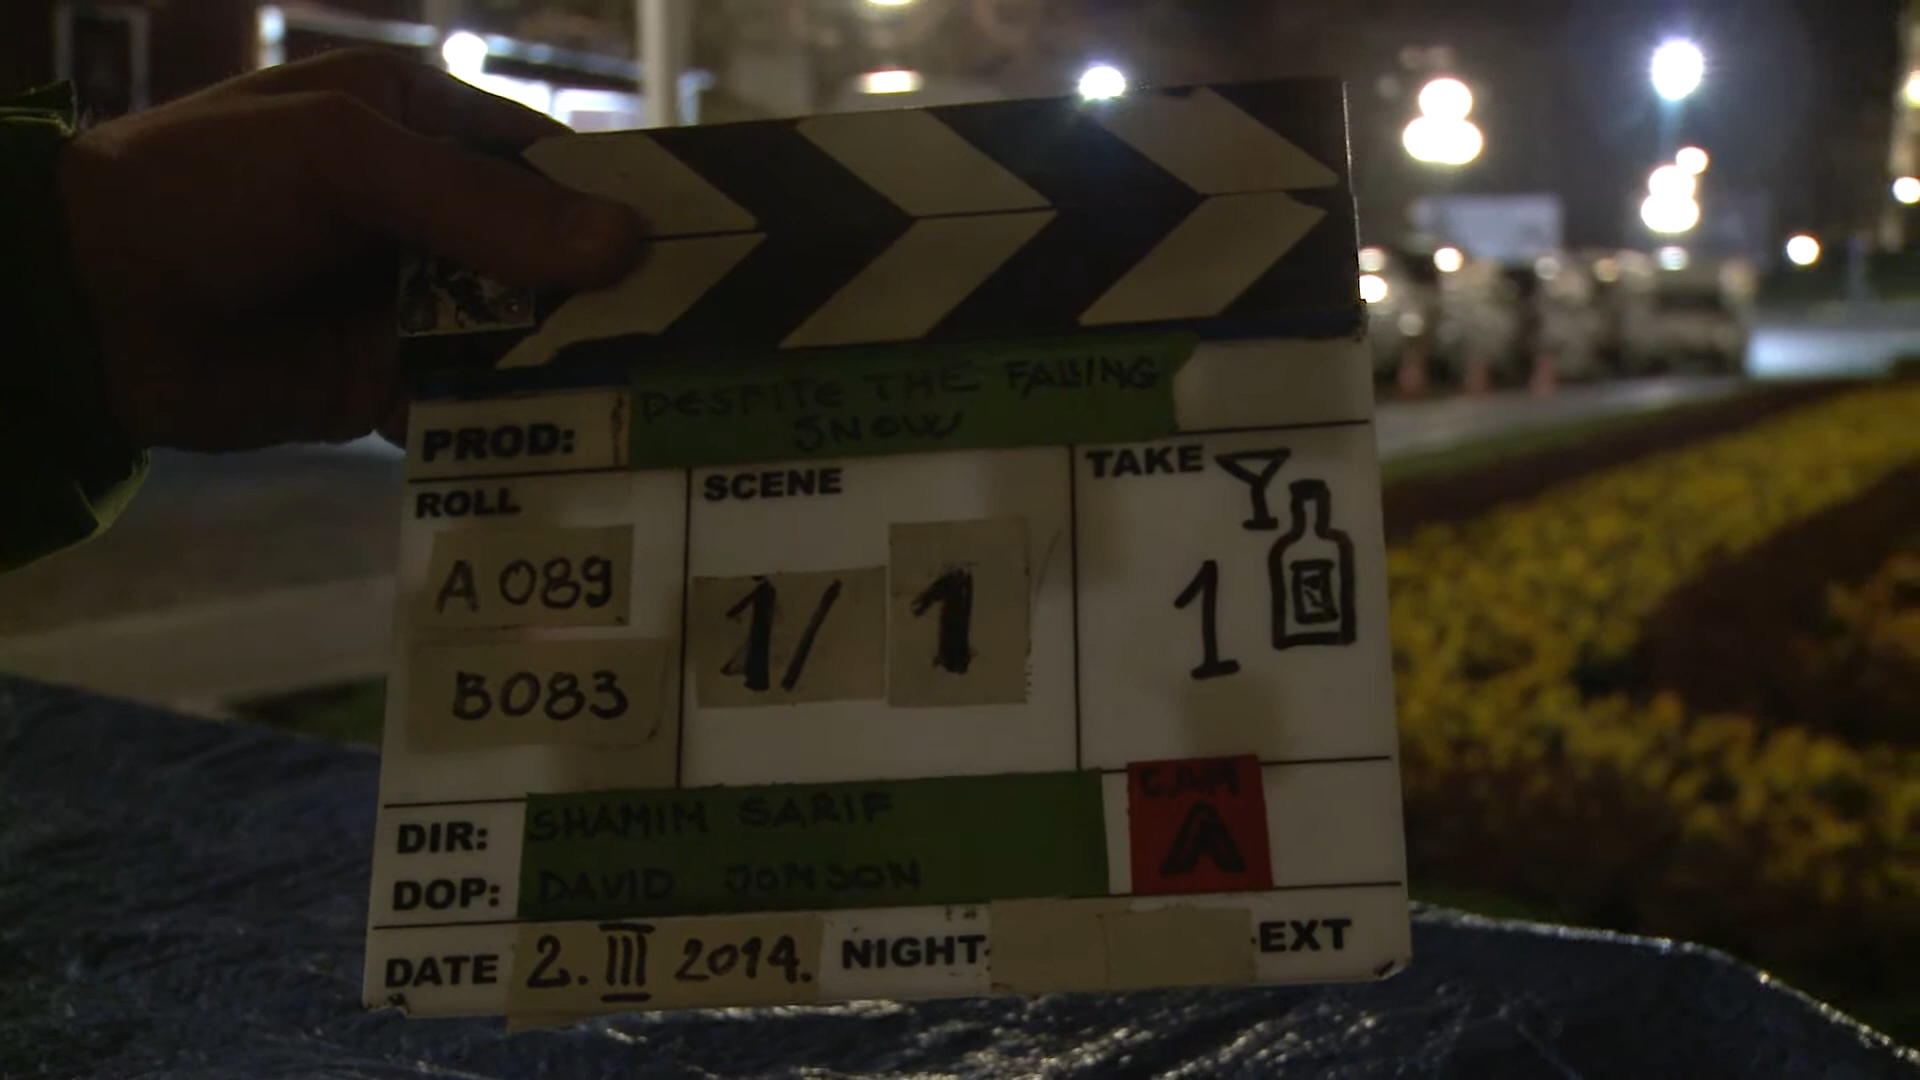 DESPITE THE FALLING
SNOW
PROD:
ROLL
SCENE
TAKE
A 089
B083
1/ 1
1
DIR: SHAMIM SARIF
CAM
A
DOP: DAVID JONSON
DATE 2. III 2014. NIGHT- -EXT